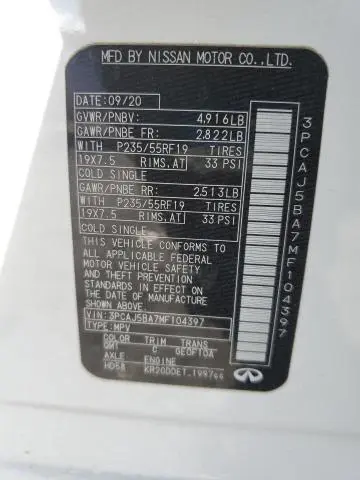 MFD BY NISSAN MOTOR CO.,LTD.
DATE: 09/20
GVWR/PNBV: 4,916LB
GAWR/PNBE FR: 2,822LB
WITH P235/55RF19 TIRES
19X7.5 RIMS,AT 33 PSI
COLD SINGLE
GAWR/PNBE RR: 2,513LB
WITH P235/55RF19 TIRES
19X7.5 RIMS,AT 33 PSI
COLD SINGLE
THIS VEHICLE CONFORMS TO
ALL APPLICABLE FEDERAL
MOTOR VEHICLE SAFETY
STANDARDS IN EFFECT ON
THE DATE OF MANUFACTURE
SHOWN ABOVE.
VIN: 3PCAJ5BA7MF104397
TYPE: MPV
COLOR TRIM TRANS
QM1 C GE0F10A
AXLE ENGINE
HD58 KR20DDET.1997cc
3PCAJ5BA7MF104397